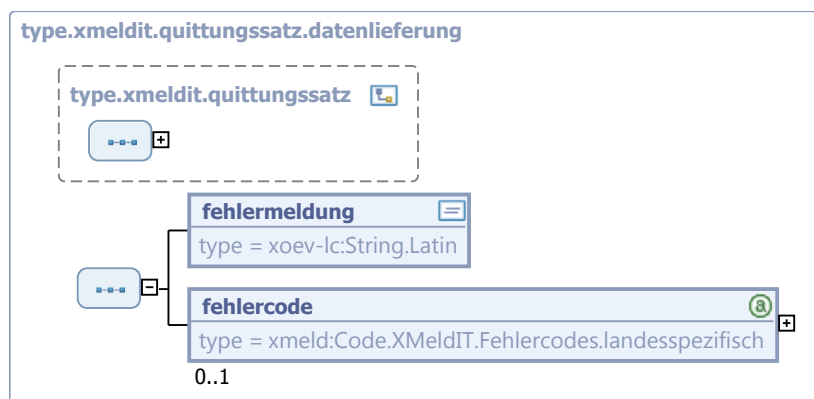 type.xmeldit.quittungssatz.datenlieferung
type.xmeldit.quittungssatz
fehlermeldung
type = xoev-lc:String.Latin
fehlercode
type = xmeld:Code.XMeldIT.Fehlercodes.landesspezifisch
0..1